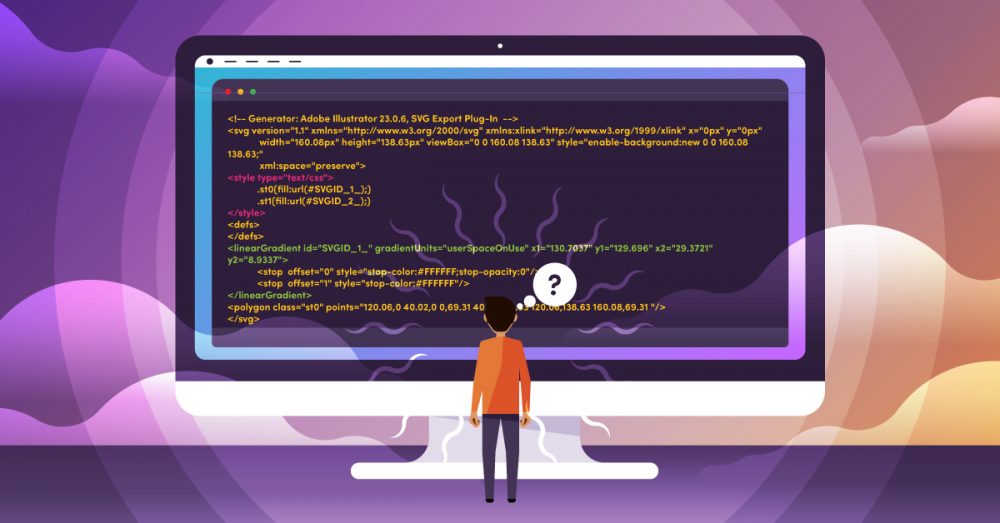 <!-- Generator: Adobe Illustrator 23.0.6, SVG Export Plug-In -->
<svg version="1.1" xmlns="http://www.w3.org/2000/svg" xmlns:xlink="http://www.w3.org/1999/xlink" x="0px" y="0px"
width="160.08px" height="138.63px" viewBox="0 0 160.08 138.63" style="enable-background:new 0 0 160.08
138.63;"
xml:space="preserve">
<style type="text/css">
.st0{fill:url(#SVGID_1_);}
.st1{fill:url(#SVGID_2_);}
</style>
<defs>
</defs>
<linearGradient id="SVGID_1_" gradientUnits="userSpaceOnUse" x1="130.7037" y1="129.696" x2="29.3721"
y2="8.9337">
<stop offset="0" style="stop-color:#FFFFFF;stop-opacity:0"/>
<stop offset="1" style="stop-color:#FFFFFF"/>
?
</linearGradient>
<polygon class="st0" points="120.06,0 40.02,0 0,69.31 120.06,138.63 160.08,69.31 "/>
</svg>